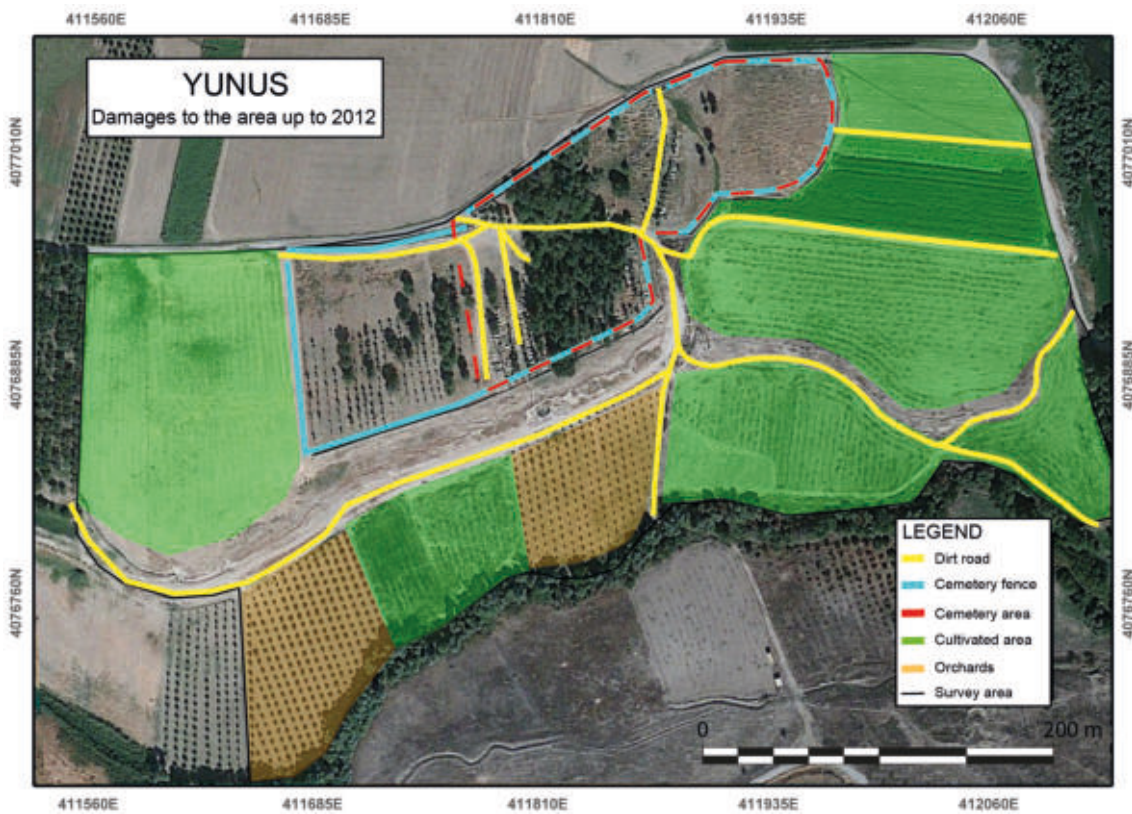 411560E 411685E 411810E 411935E 412060E
YUNUS
Damages to the area up to 2012
4077010N
4077010N
4076885N
4076885N
4076760N
4076760N
LEGEND
Dirt road
Cemetery fence
Cemetery area
Cultivated area
Orchards
Survey area
0 200 m
411560E 411685E 411810E 411935E 412060E